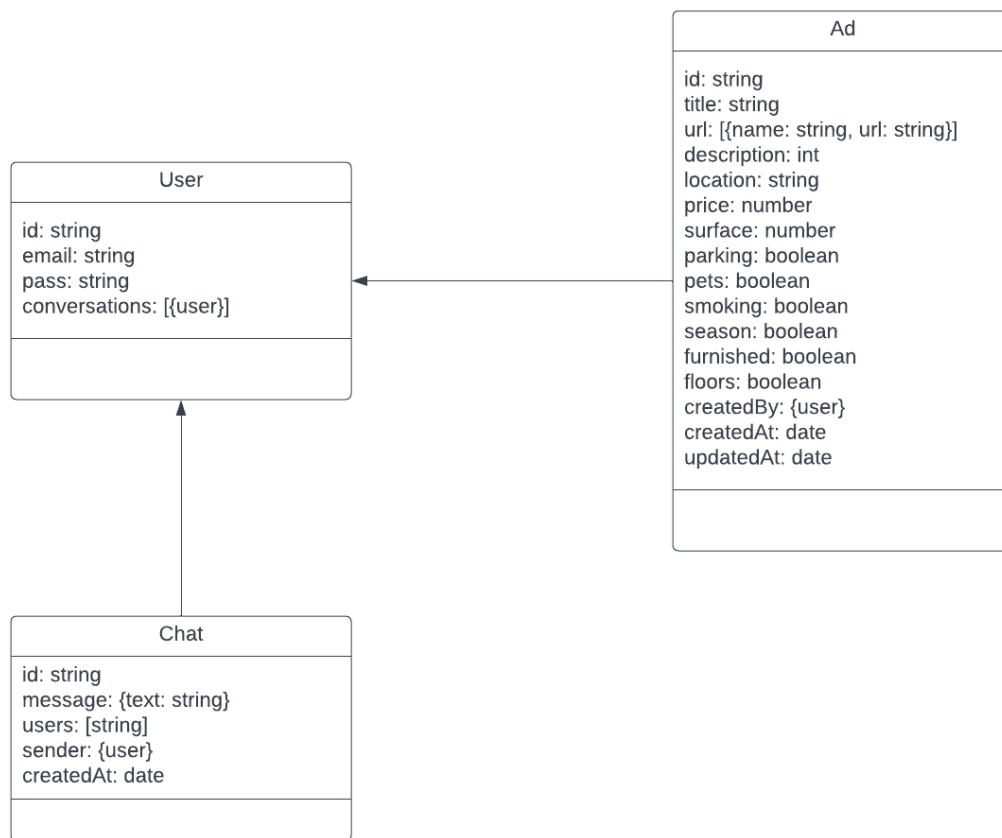 Ad
id: string
title: string
url: [{name: string, url: string}]
description: int
location: string
price: number
surface: number
parking: boolean
pets: boolean
smoking: boolean
season: boolean
furnished: boolean
floors: boolean
createdBy: {user}
createdAt: date
updatedAt: date
User
id: string
email: string
pass: string
conversations: [{user}]
Chat
id: string
message: {text: string}
users: [string]
sender: {user}
createdAt: date